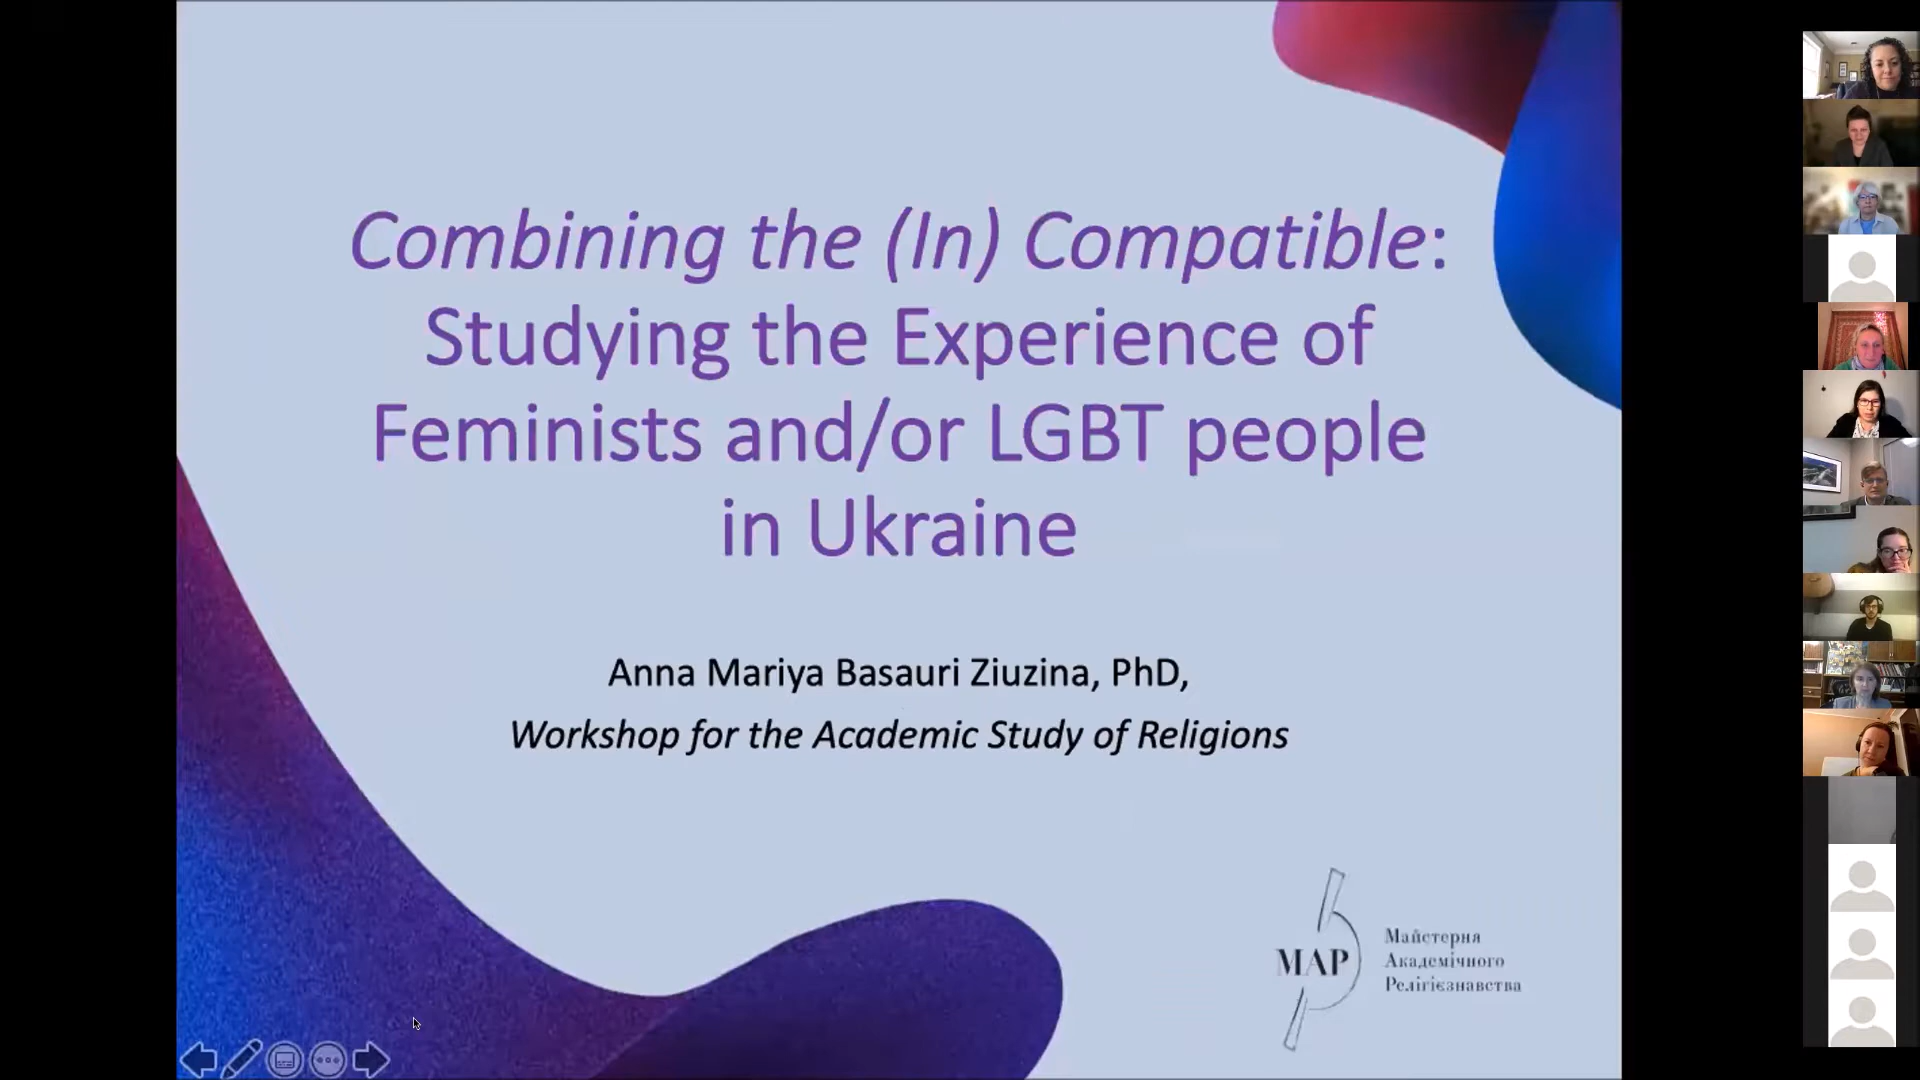 Combining the (In) Compatible:
Studying the Experience of
Feminists and/or LGBT people
in Ukraine
Anna Mariya Basauri Ziuzina, PhD,
Workshop for the Academic Study of Religions
МАР
Майстерня
Академічного
Релігієзнавства